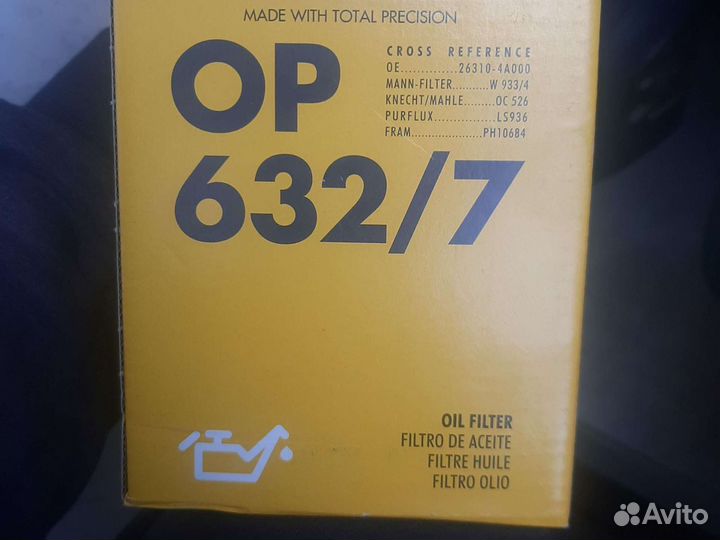 MADE WITH TOTAL PRECISION
OP
632/7
CROSS REFERENCE
OE..............26310-4A000
MANN-FILTER...........W 933/4
KNECHT/MAHLE.........OC 526
PURFLUX..................LS936
FRAM......................PH10684
OIL FILTER
FILTRO DE ACEITE
FILTRE HUILE
FILTRO OLIO
Avito